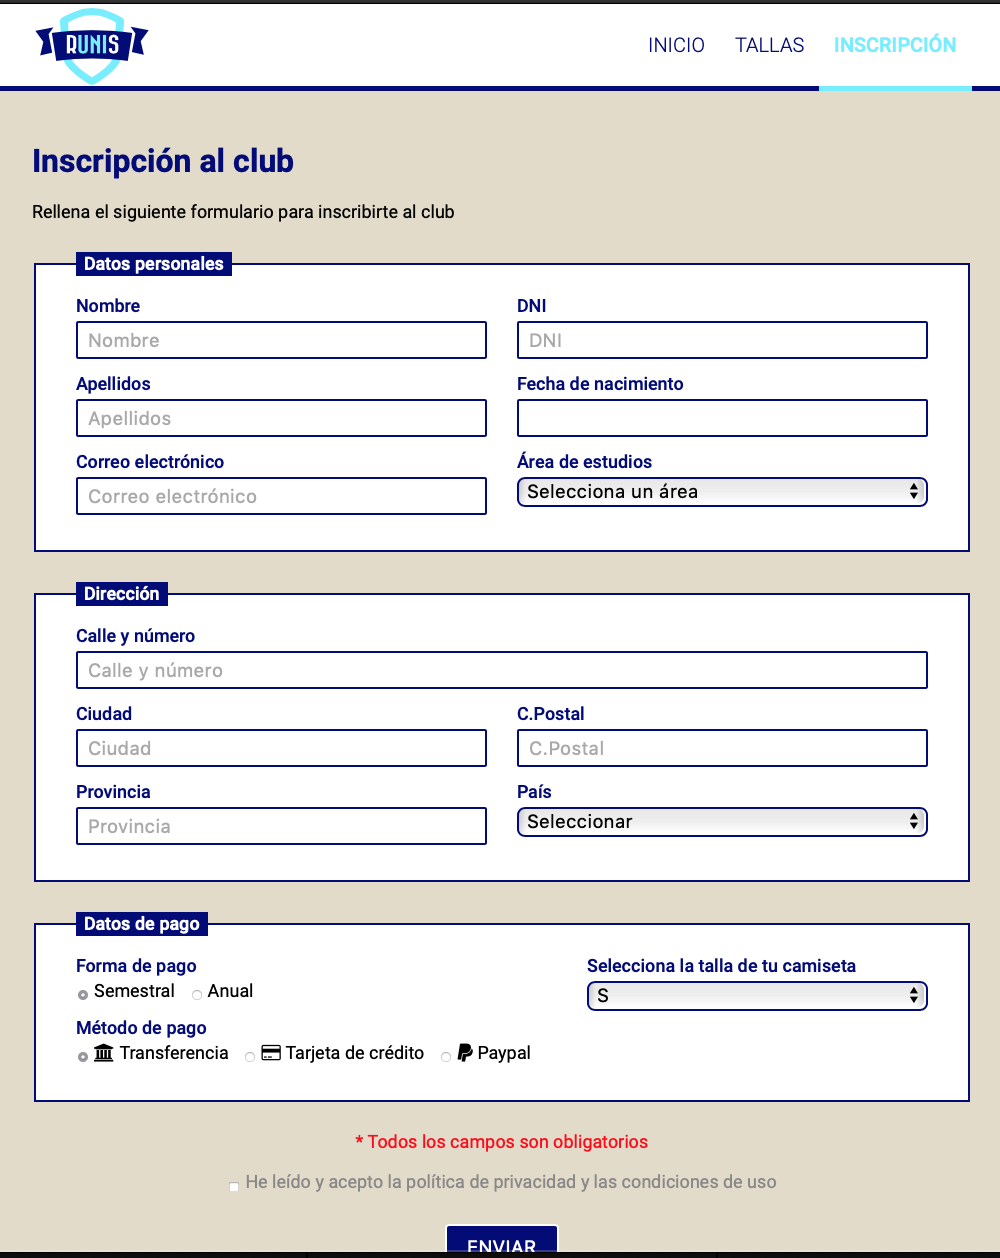 RUNIS
INICIO TALLAS INSCRIPCIÓN
Inscripción al club
Rellena el siguiente formulario para inscribirte al club
Datos personales
Nombre DNI
Nombre DNI
Apellidos Fecha de nacimiento
Apellidos
Correo electrónico Área de estudios
Correo electrónico Selecciona un área
Dirección
Calle y número
Calle y número
Ciudad C.Postal
Ciudad C.Postal
Provincia País
Provincia Seleccionar
Datos de pago
Forma de pago Selecciona la talla de tu camiseta
Semestral Anual S
Método de pago
Transferencia Tarjeta de crédito Paypal
* Todos los campos son obligatorios
He leído y acepto la política de privacidad y las condiciones de uso
ENVIAR